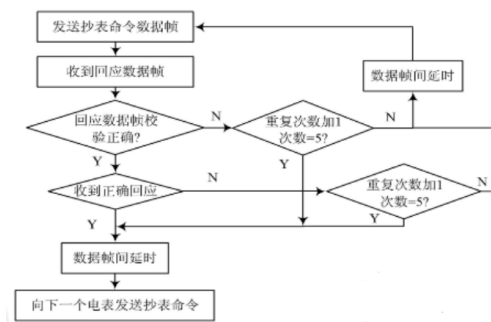 发送抄表命令数据帧
收到回应数据帧
数据帧间延时
回应数据帧校
验正确?
N
重复次数加1
次数=5?
N
Y
Y
收到正确回应
N
重复次数加1
次数=5?
N
Y
Y
数据帧间延时
向下一个电表发送抄表命令